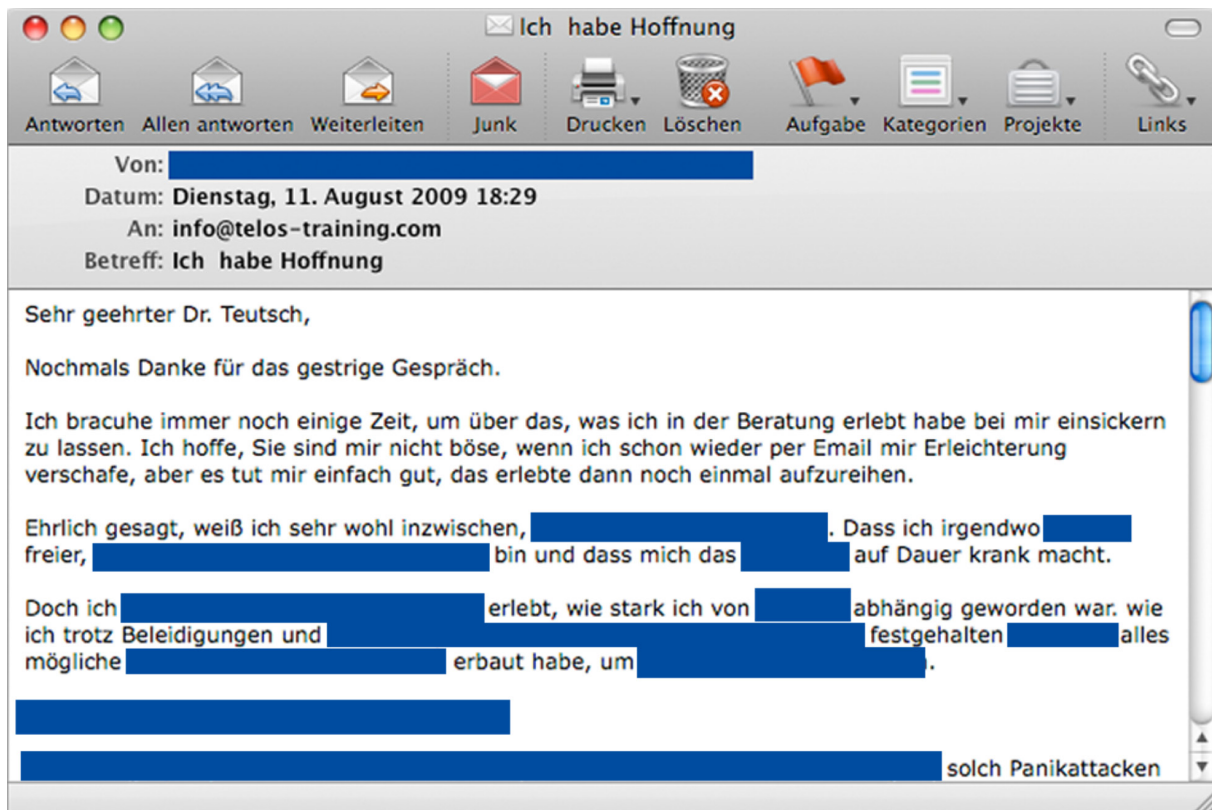 Ich  habe Hoffnung
Antworten Allen antworten Weiterleiten Junk Drucken Löschen Aufgabe Kategorien Projekte Links
Von:
Datum: Dienstag, 11. August 2009 18:29
An: info@telos-training.com
Betreff: Ich  habe Hoffnung
Sehr geehrter Dr. Teutsch,
Nochmals Danke für das gestrige Gespräch.
Ich bracuhe immer noch einige Zeit, um über das, was ich in der Beratung erlebt habe bei mir einsickern
zu lassen. Ich hoffe, Sie sind mir nicht böse, wenn ich schon wieder per Email mir Erleichterung
verschafe, aber es tut mir einfach gut, das erlebte dann noch einmal aufzureihen.
Ehrlich gesagt, weiß ich sehr wohl inzwischen, . Dass ich irgendwo
freier, bin und dass mich das auf Dauer krank macht.
Doch ich erlebt, wie stark ich von abhängig geworden war. wie
ich trotz Beleidigungen und festgehalten alles
mögliche erbaut habe, um .
solch Panikattacken